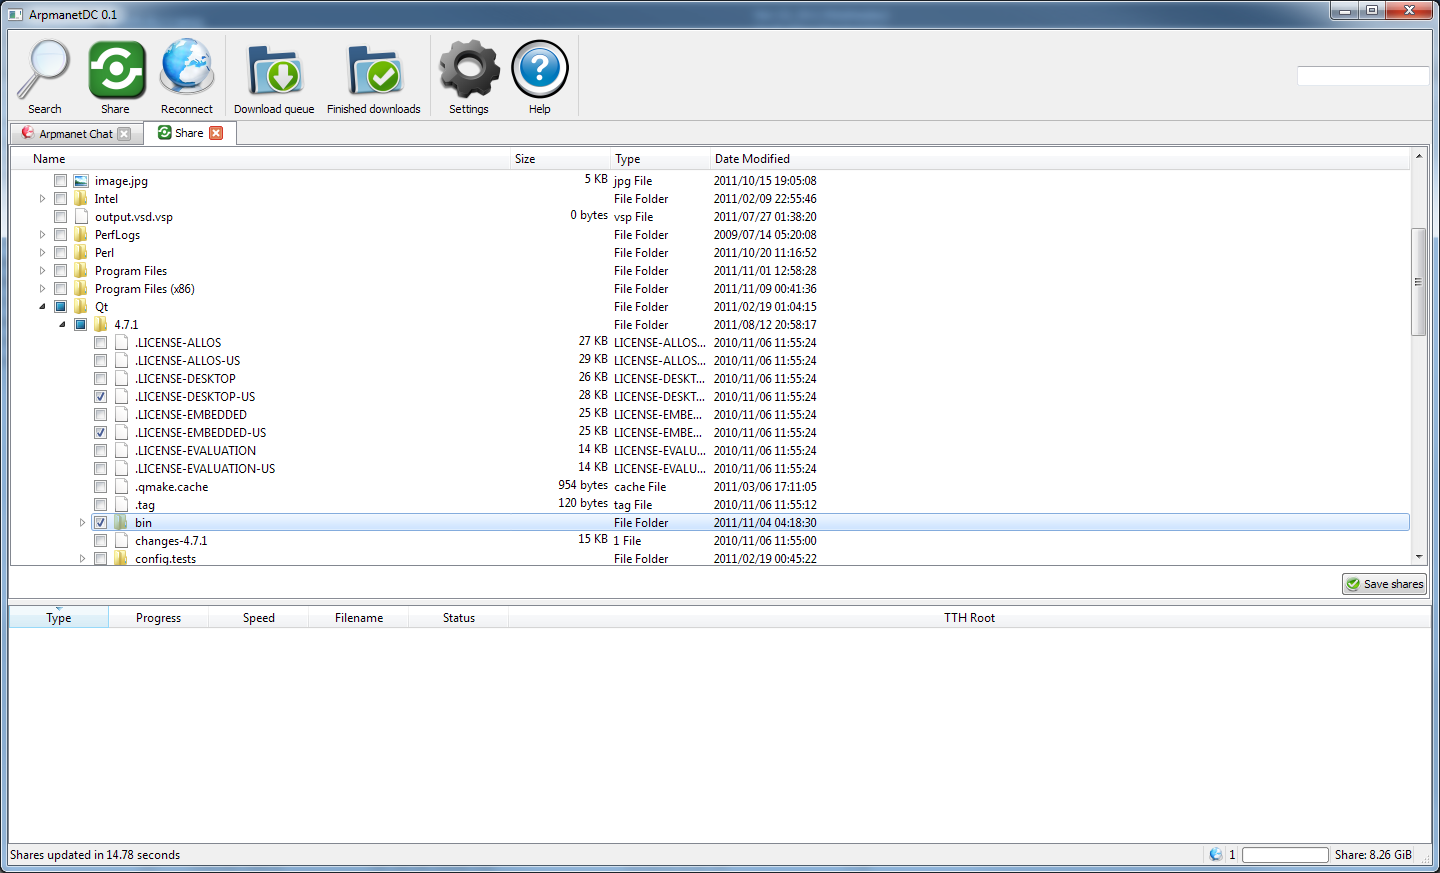 ArpmanetDC 0.1
Search
Share
Reconnect
Download queue
Finished downloads
Settings
Help
Arpmanet Chat
Share
Name Size Type Date Modified
image.jpg 5 KB jpg File 2011/10/15 19:05:08
Intel File Folder 2011/02/09 22:55:46
output.vsd.vsp 0 bytes vsp File 2011/07/27 01:38:20
PerfLogs File Folder 2009/07/14 05:20:08
Perl File Folder 2011/10/20 11:16:52
Program Files File Folder 2011/11/01 12:58:28
Program Files (x86) File Folder 2011/11/09 00:41:36
Qt File Folder 2011/02/19 01:04:15
4.7.1 File Folder 2011/08/12 20:58:17
.LICENSE-ALLOS 27 KB LICENSE-ALLOS... 2010/11/06 11:55:24
.LICENSE-ALLOS-US 29 KB LICENSE-ALLOS... 2010/11/06 11:55:24
.LICENSE-DESKTOP 26 KB LICENSE-DESKT... 2010/11/06 11:55:24
.LICENSE-DESKTOP-US 28 KB LICENSE-DESKT... 2010/11/06 11:55:24
.LICENSE-EMBEDDED 25 KB LICENSE-EMBE... 2010/11/06 11:55:24
.LICENSE-EMBEDDED-US 25 KB LICENSE-EMBE... 2010/11/06 11:55:24
.LICENSE-EVALUATION 14 KB LICENSE-EVALU... 2010/11/06 11:55:24
.LICENSE-EVALUATION-US 14 KB LICENSE-EVALU... 2010/11/06 11:55:24
.qmake.cache 954 bytes cache File 2011/03/06 17:11:05
.tag 120 bytes tag File 2010/11/06 11:55:12
bin File Folder 2011/11/04 04:18:30
changes-4.7.1 15 KB 1 File 2010/11/06 11:55:00
config.tests File Folder 2011/02/19 00:45:22
Save shares
Type Progress Speed Filename Status TTH Root
Shares updated in 14.78 seconds
1
Share: 8.26 GiB